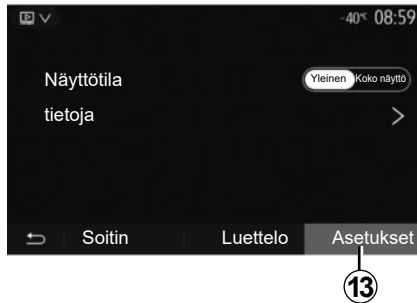 -40°C 08:59
Näyttötila Yleinen Koko näyttö
tietoja
Soitin Luettelo Asetukset
13